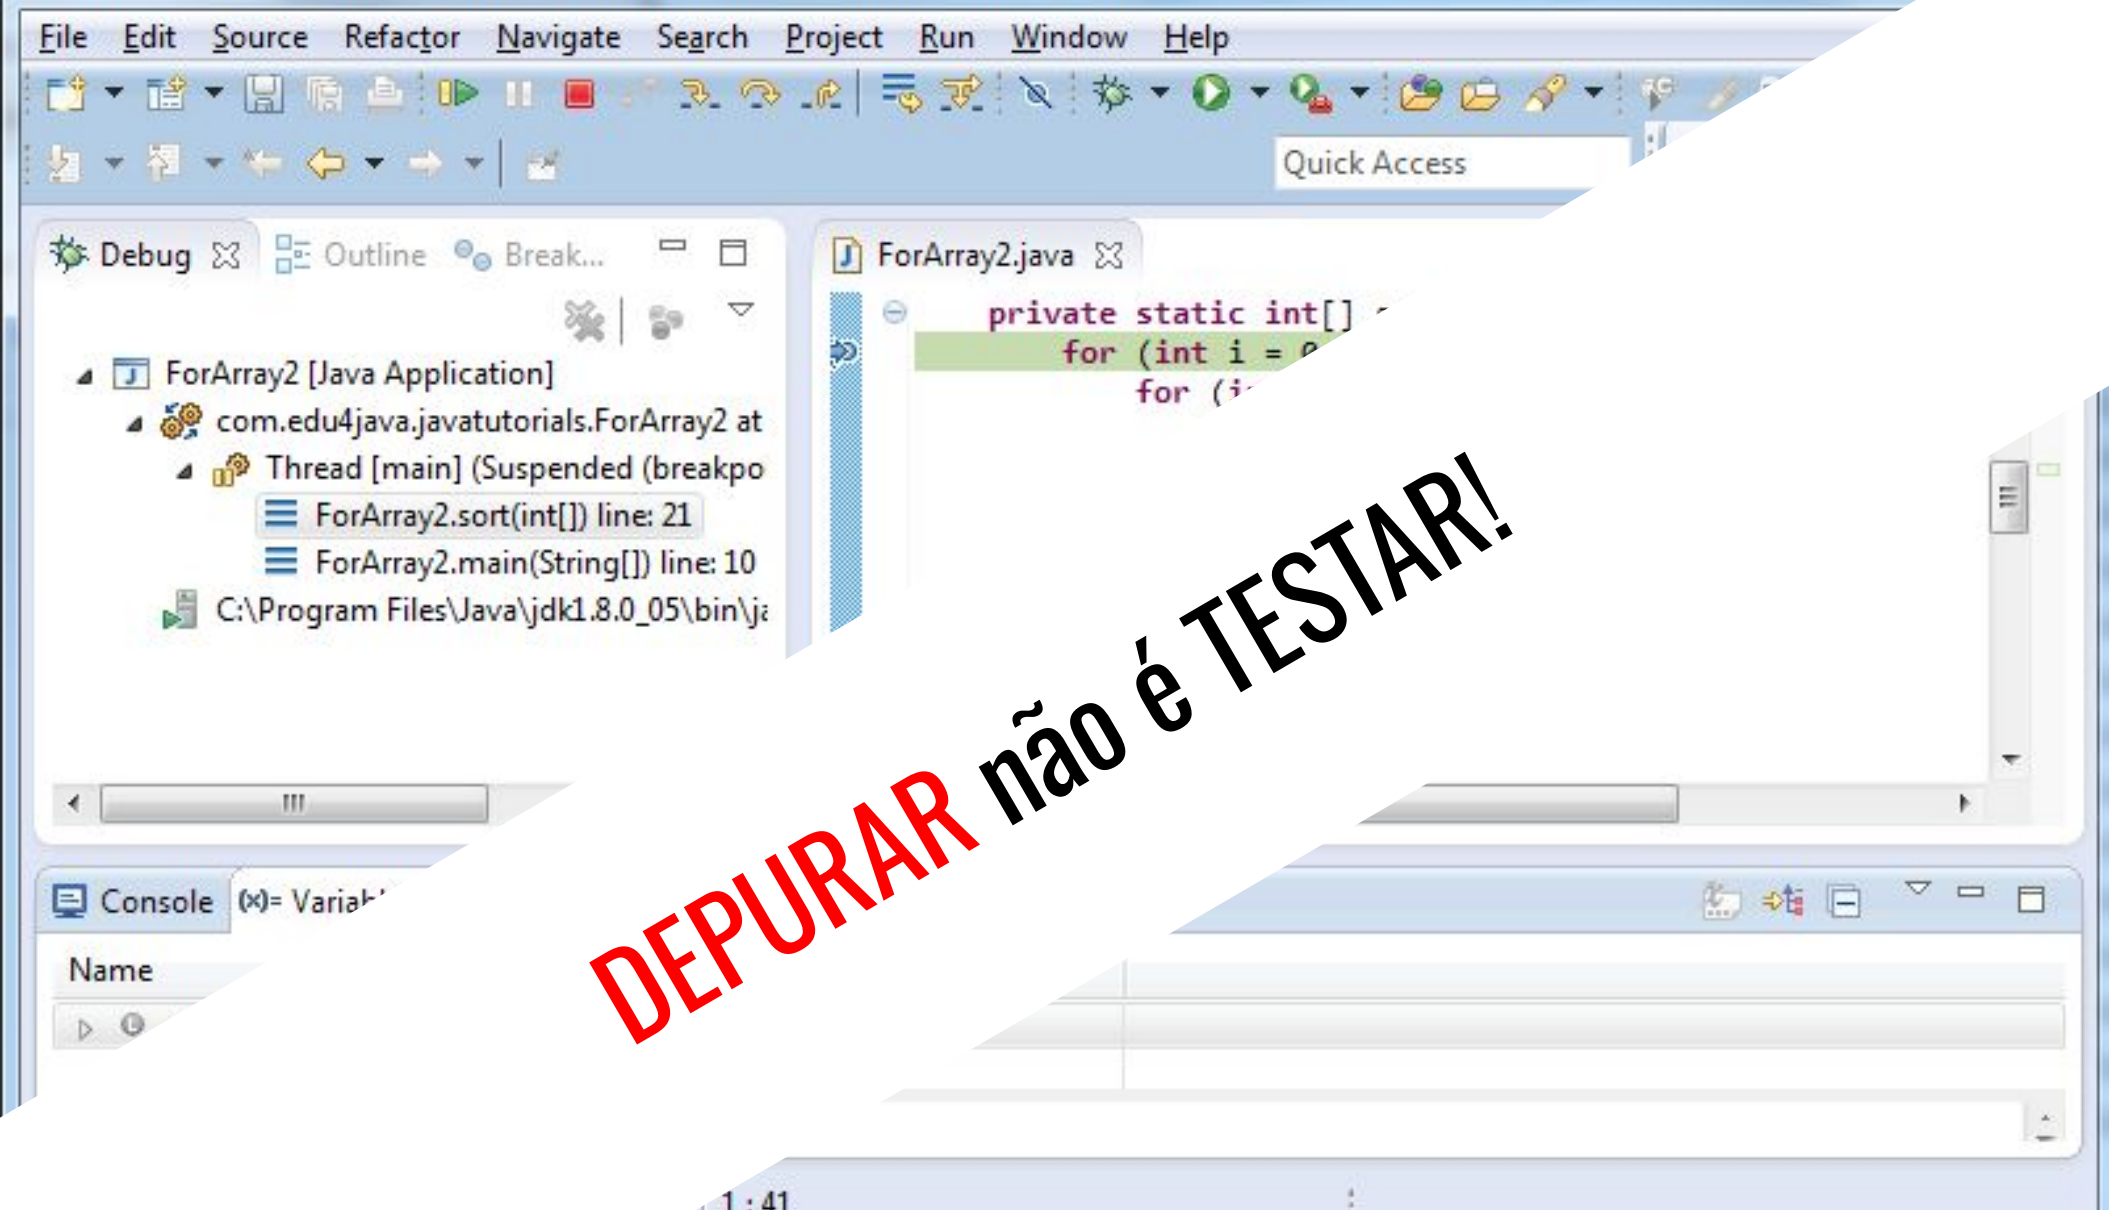 File Edit Source Refactor Navigate Search Project Run Window Help
Quick Access
Debug Outline Break...
ForArray2 [Java Application]
com.edu4java.javatutorials.ForArray2 at
Thread [main] (Suspended (breakpo
ForArray2.sort(int[]) line: 21
ForArray2.main(String[]) line: 10
C:\Program Files\Java\jdk1.8.0_05\bin\ja
ForArray2.java
private static int[]
for (int i = 0
for (i
DEPURAR não é TESTAR!
Console (x)= Variab
Name
1 : 41